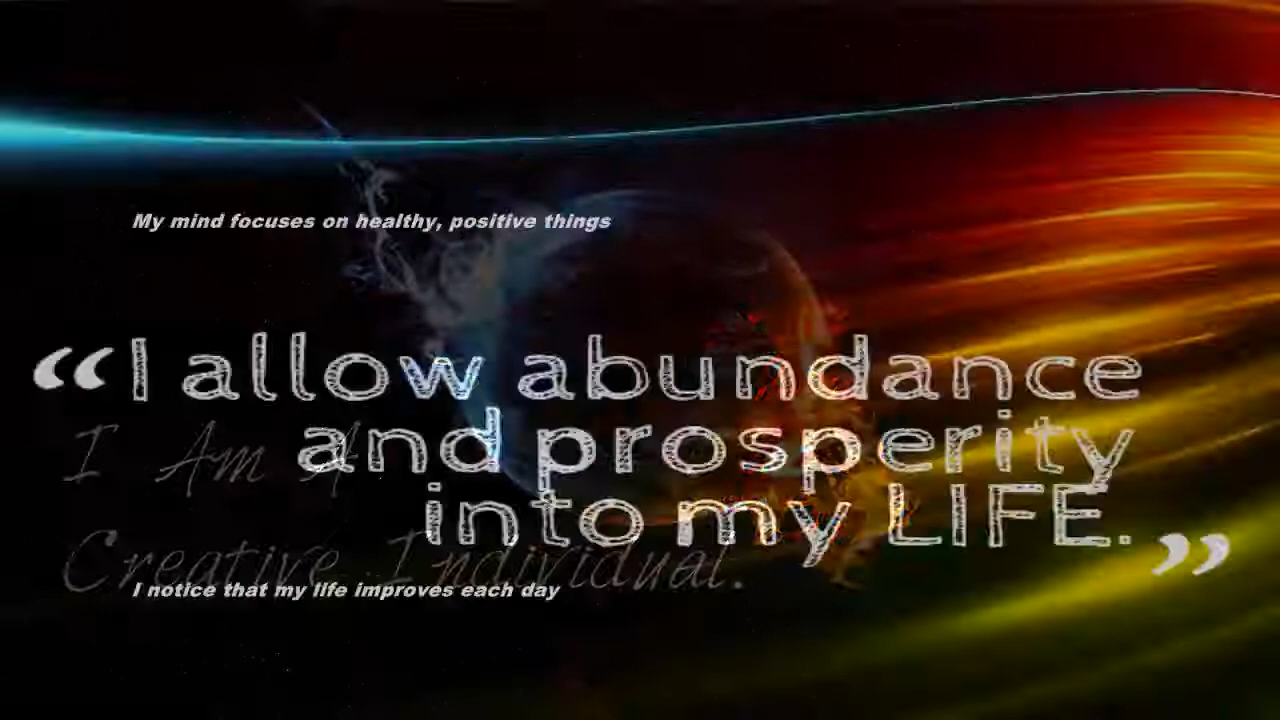 My mind focuses on healthy, positive things
“I allow abundance
and prosperity
into my LIFE.”
I Am A
Creative Individual.
I notice that my life improves each day